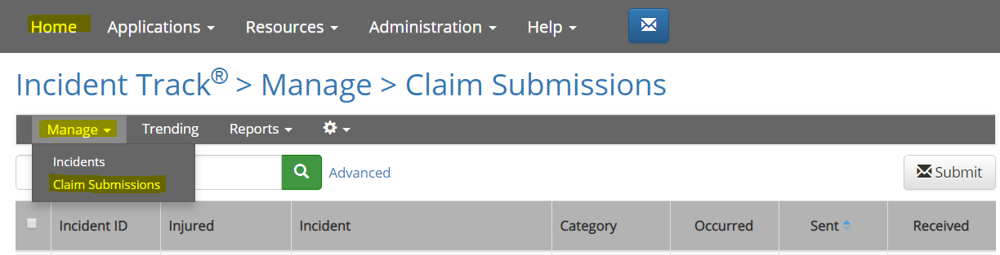 Home Applications Resources Administration Help
Incident Track® > Manage > Claim Submissions
Manage Trending Reports
Incidents
Claim Submissions
Advanced
Submit
Incident ID Injured Incident Category Occurred Sent Received